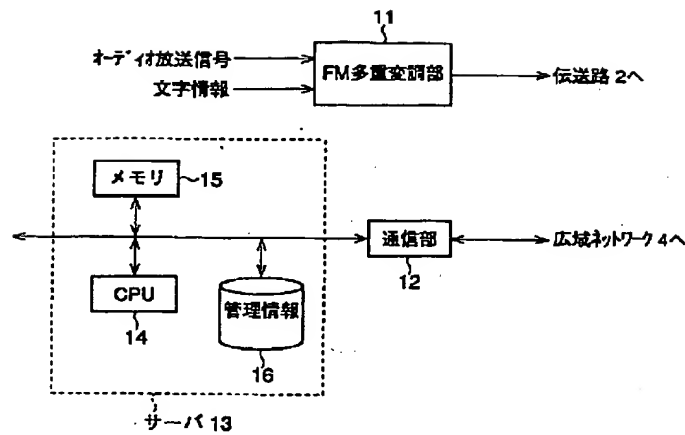 11
オーディオ放送信号
文字情報
FM多重変調部
伝送路 2へ
メモリ
15
通信部
12
広域ネットワーク 4へ
CPU
14
管理情報
16
サーバ 13